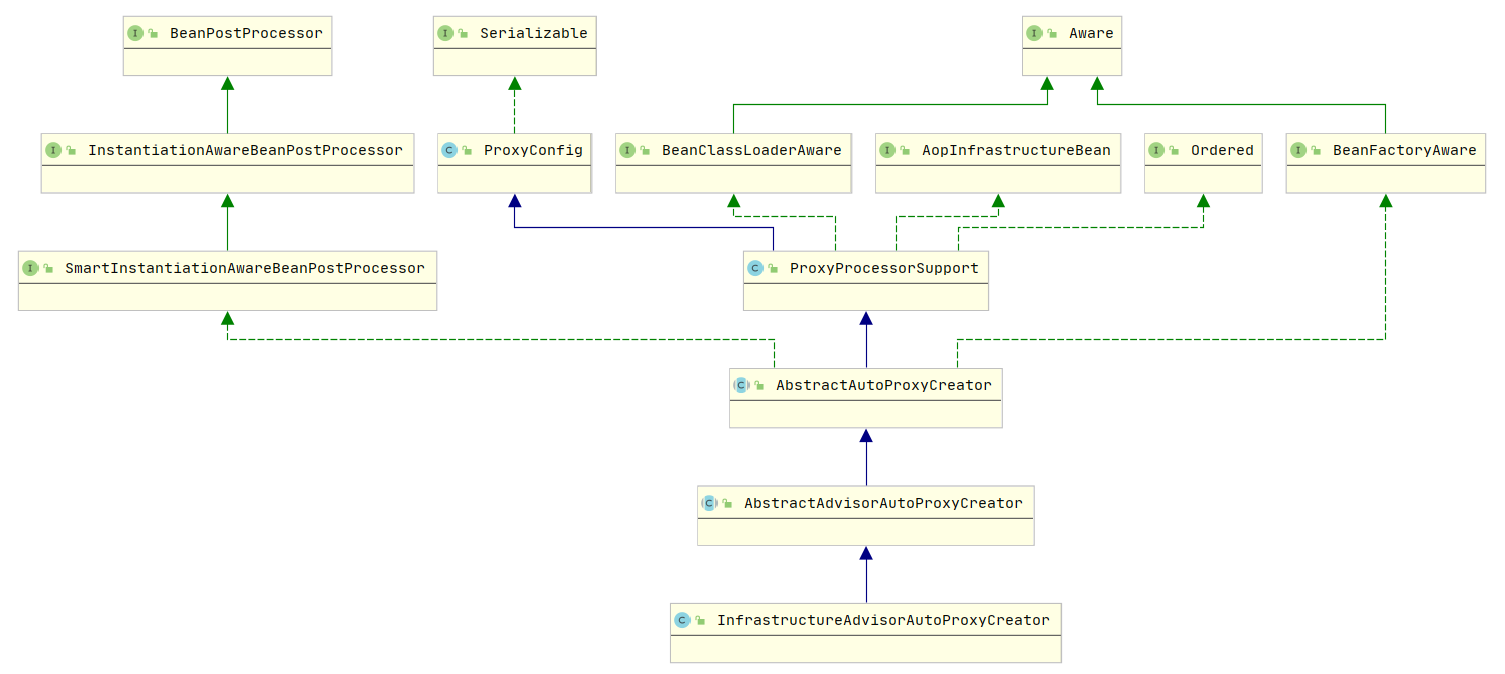 BeanPostProcessor
Serializable
Aware
InstantiationAwareBeanPostProcessor
ProxyConfig
BeanClassLoaderAware
AopInfrastructureBean
Ordered
BeanFactoryAware
SmartInstantiationAwareBeanPostProcessor
ProxyProcessorSupport
AbstractAutoProxyCreator
AbstractAdvisorAutoProxyCreator
InfrastructureAdvisorAutoProxyCreator